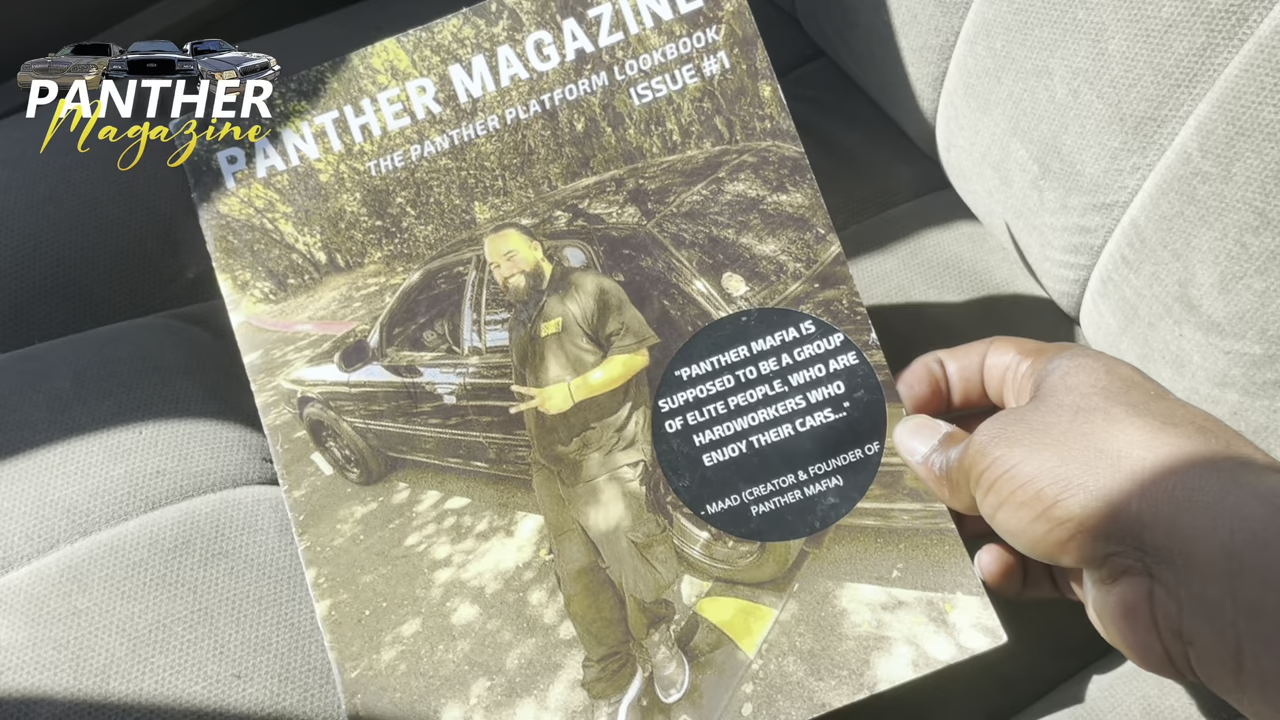 PANTHER
Magazine
PANTHER MAGAZINE
THE PANTHER PLATFORM LOOKBOOK
ISSUE #1
"PANTHER MAFIA IS
SUPPOSED TO BE A GROUP
OF ELITE PEOPLE, WHO ARE
HARDWORKERS WHO
ENJOY THEIR CARS..."
- MAAD (CREATOR & FOUNDER OF
PANTHER MAFIA)